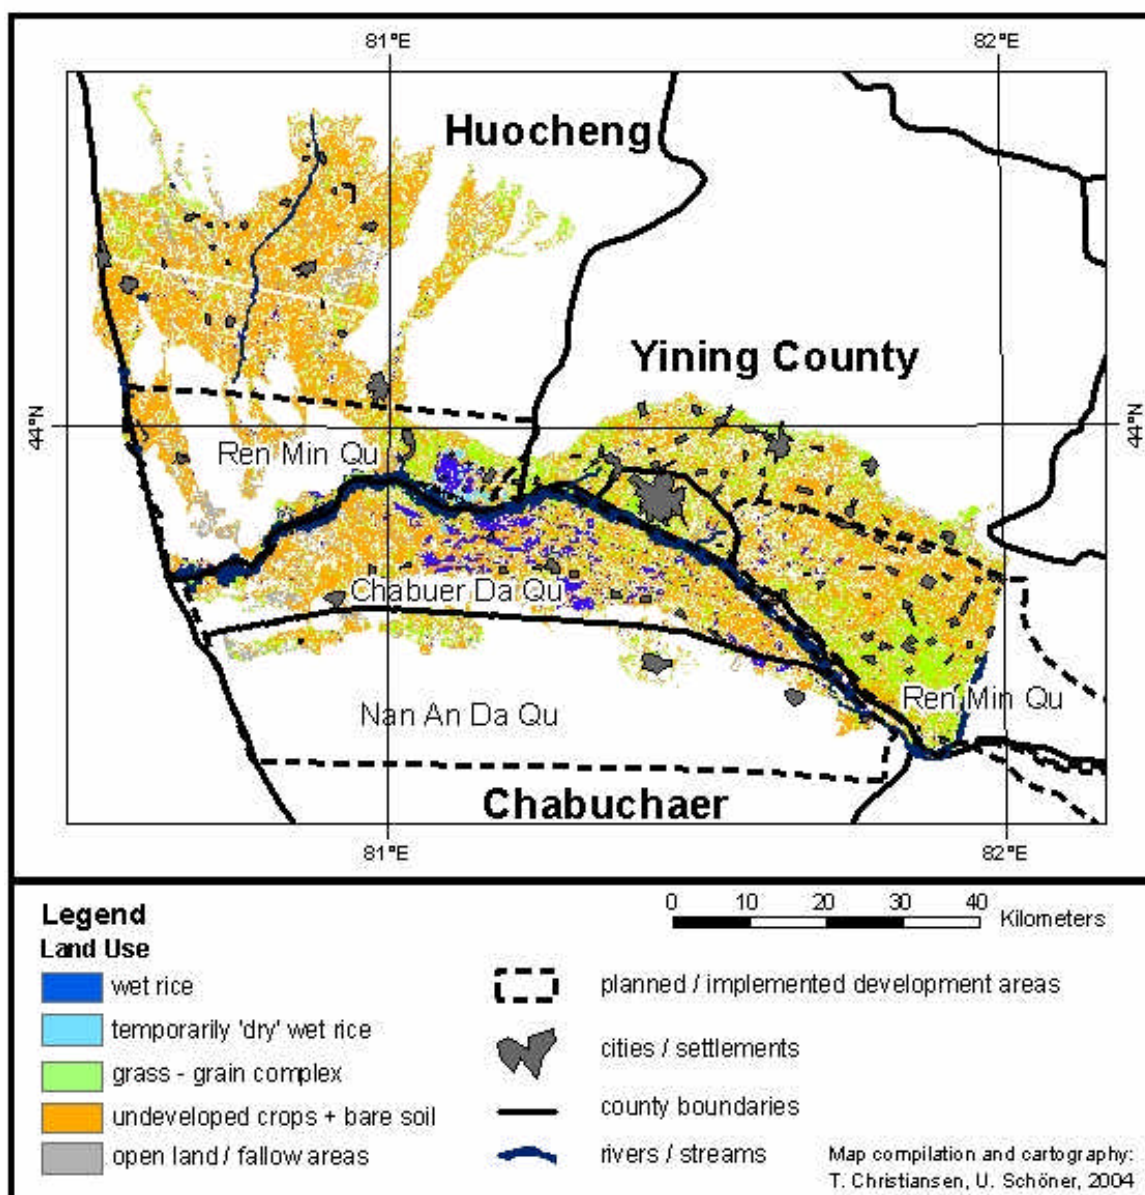 81°E
82°E
Huocheng
Yining County
44°N
44°N
Ren Min Qu
Chabuer Da Qu
Ren Min Qu
Nan An Da Qu
Chabuchaer
81°E
82°E
Legend
0 10 20 30 40
Kilometers
Land Use
wet rice
planned / implemented development areas
temporarily 'dry' wet rice
cities / settlements
grass - grain complex
county boundaries
undeveloped crops + bare soil
rivers / streams
open land / fallow areas
Map compilation and cartography:
T. Christiansen, U. Schöner, 2004